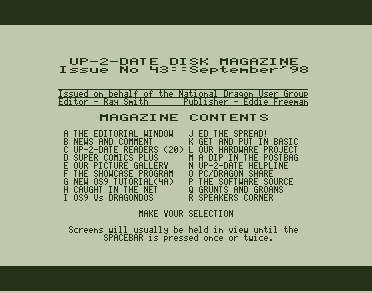 UP-2-DATE DISK MAGAZINE
Issue No 43::September'98
Issued on behalf of the National Dragon User Group
Editor - Ray Smith Publisher - Eddie Freeman
MAGAZINE CONTENTS
A THE EDITORIAL WINDOW J ED THE SPREAD!
B NEWS AND COMMENT K GET AND PUT IN BASIC
C UP-2-DATE READERS (20) L OUR HARDWARE PROJECT
D SUPER COMICS PLUS M A DIP IN THE POSTBAG
E OUR PICTURE GALLERY N UP-2-DATE HELPLINE
F THE SHOWCASE PROGRAM O PC/DRAGON SHARE
G NEW OS9 TUTORIAL(4A) P THE SOFTWARE SOURCE
H CAUGHT IN THE NET Q GRUNTS AND GROANS
I OS9 Vs DRAGONDOS R SPEAKERS CORNER
MAKE YOUR SELECTION
Screens will usually be held in view until the
SPACEBAR is pressed once or twice.